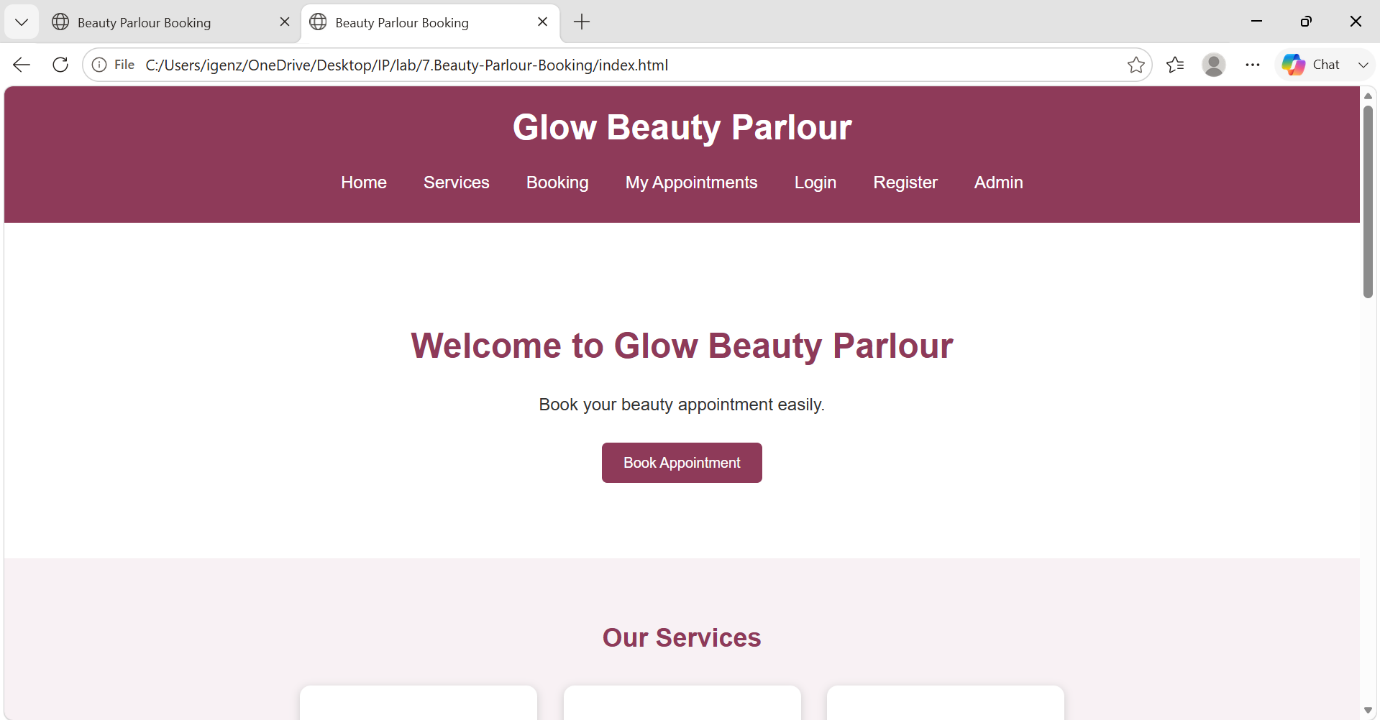 Beauty Parlour Booking
Beauty Parlour Booking
File C:/Users/igenz/OneDrive/Desktop/IP/lab/7.Beauty-Parlour-Booking/index.html
Chat
Glow Beauty Parlour
Home Services Booking My Appointments Login Register Admin
Welcome to Glow Beauty Parlour
Book your beauty appointment easily.
Book Appointment
Our Services